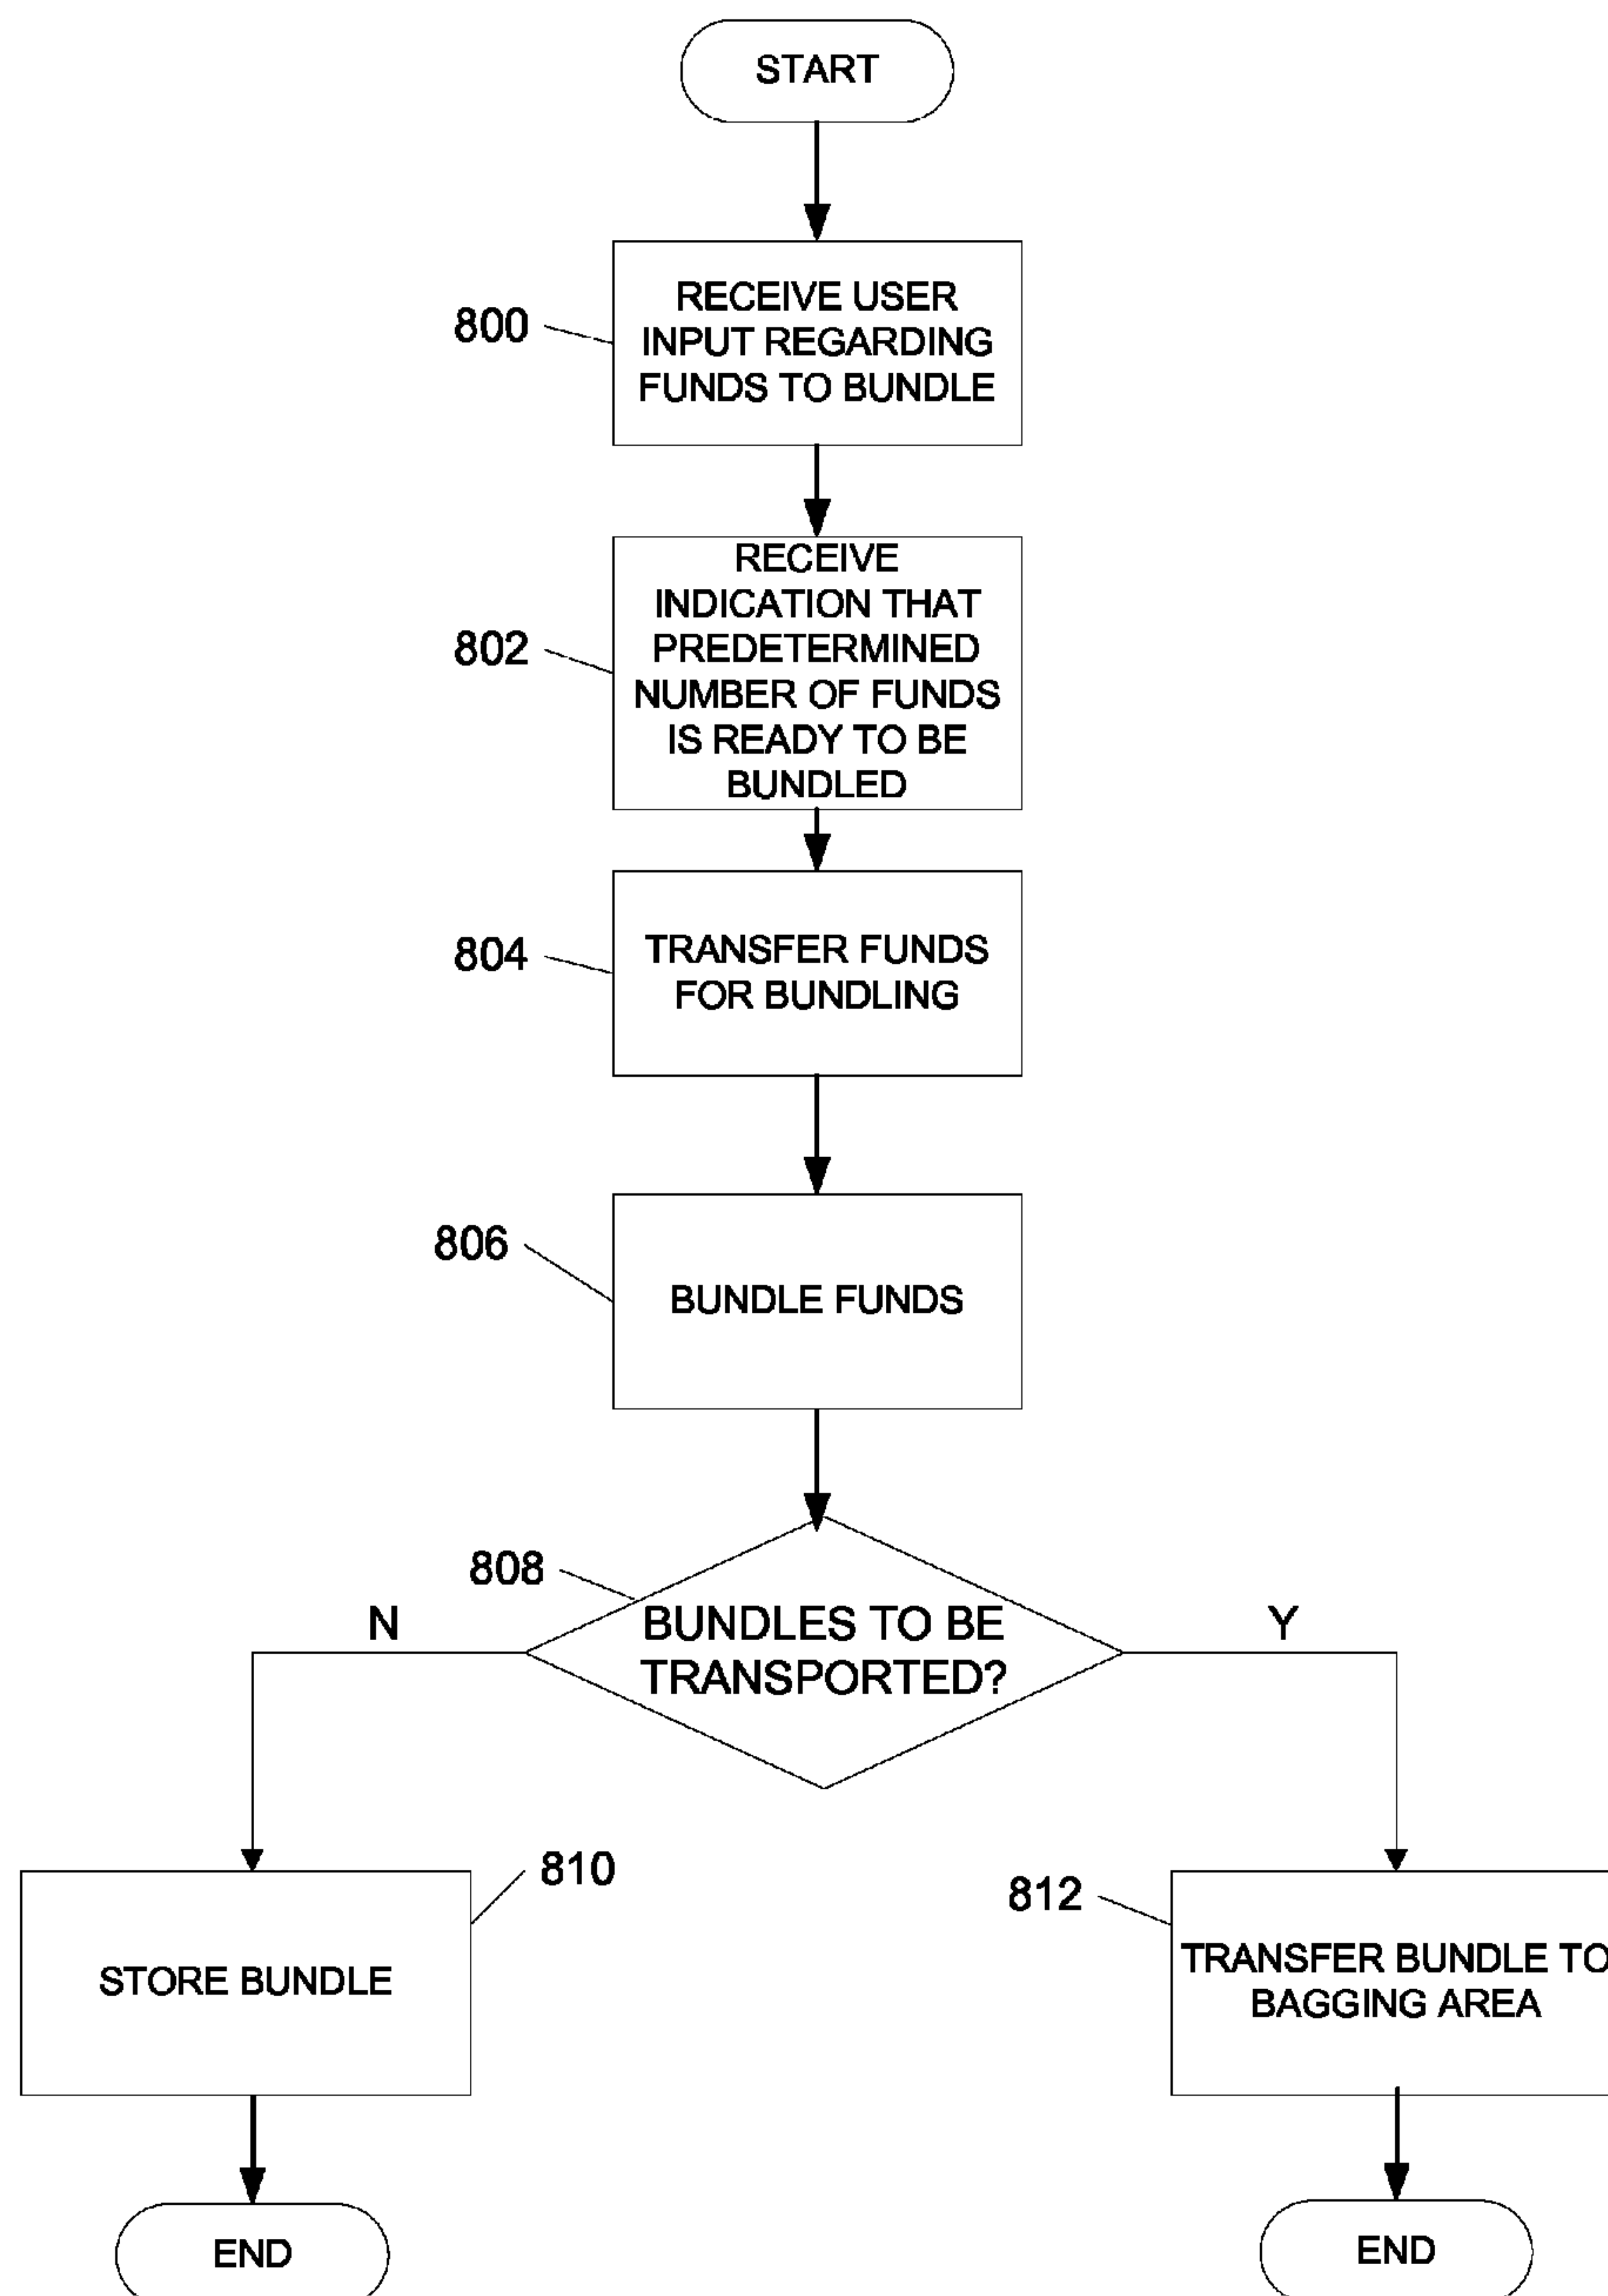 START
800
RECEIVE USER
INPUT REGARDING
FUNDS TO BUNDLE
802
RECEIVE
INDICATION THAT
PREDETERMINED
NUMBER OF FUNDS
IS READY TO BE
BUNDLED
804
TRANSFER FUNDS
FOR BUNDLING
806
BUNDLE FUNDS
808
BUNDLES TO BE
TRANSPORTED?
N
Y
810
STORE BUNDLE
812
TRANSFER BUNDLE TO
BAGGING AREA
END
END